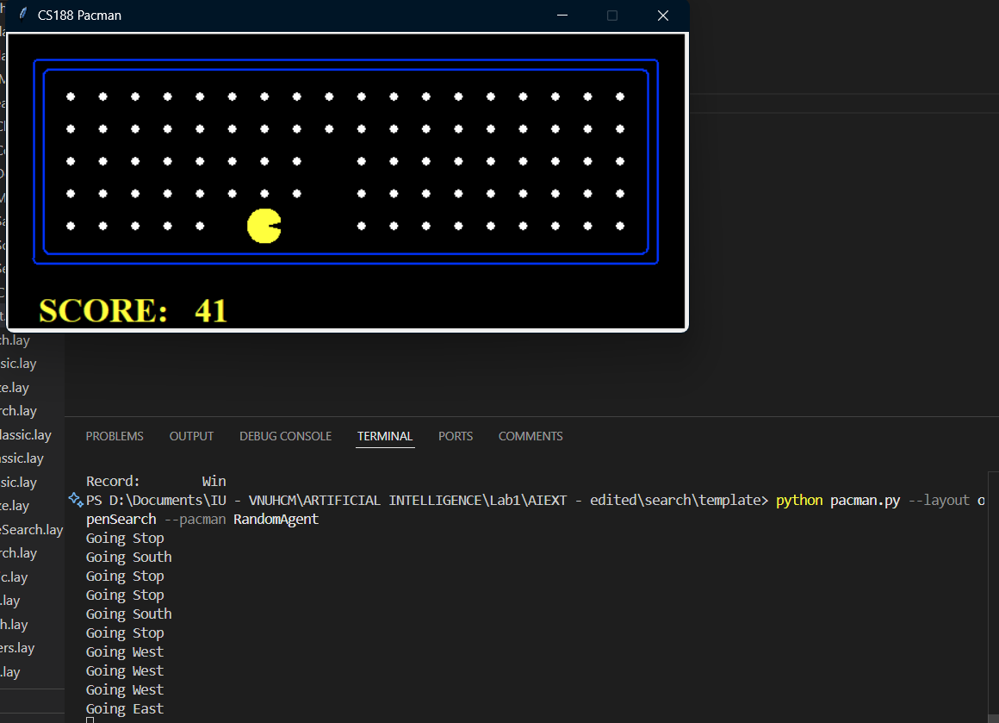 CS188 Pacman
SCORE: 41
ch.lay
sic.lay
ze.lay
rch.lay
lassic.lay
assic.lay
sic.lay
ze.lay
eSearch.lay
rch.lay
c.lay
.lay
h.lay
ers.lay
.lay
PROBLEMS OUTPUT DEBUG CONSOLE TERMINAL PORTS COMMENTS
Record: Win
PS D:\Documents\IU - VNUHCM\ARTIFICIAL INTELLIGENCE\Lab1\AIEXT - edited\search\template> python pacman.py --layout o
penSearch --pacman RandomAgent
Going Stop
Going South
Going Stop
Going Stop
Going South
Going Stop
Going West
Going West
Going West
Going East